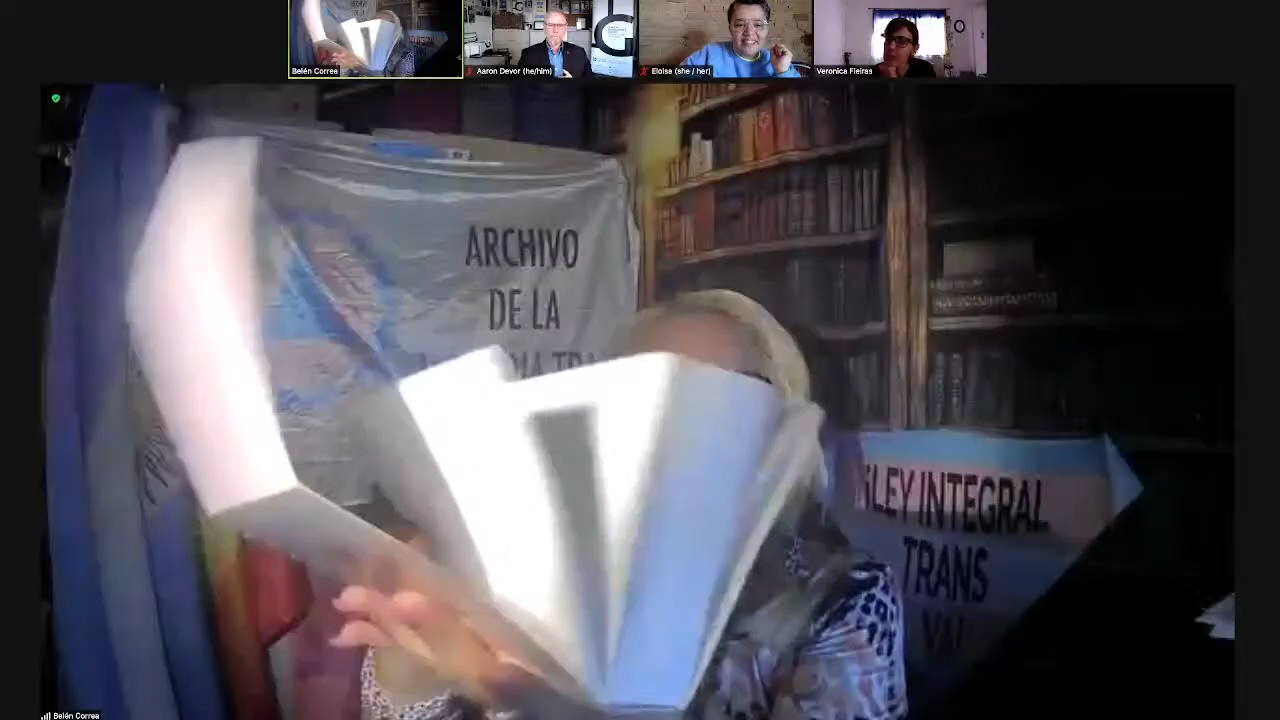 Belén Correa
Aaron Devor (he/him)
Eloisa (she / her)
Veronica Fieiras
ARCHIVO
DE LA
TRA
¡LEY INTEGRAL
TRANS
Belén Correa